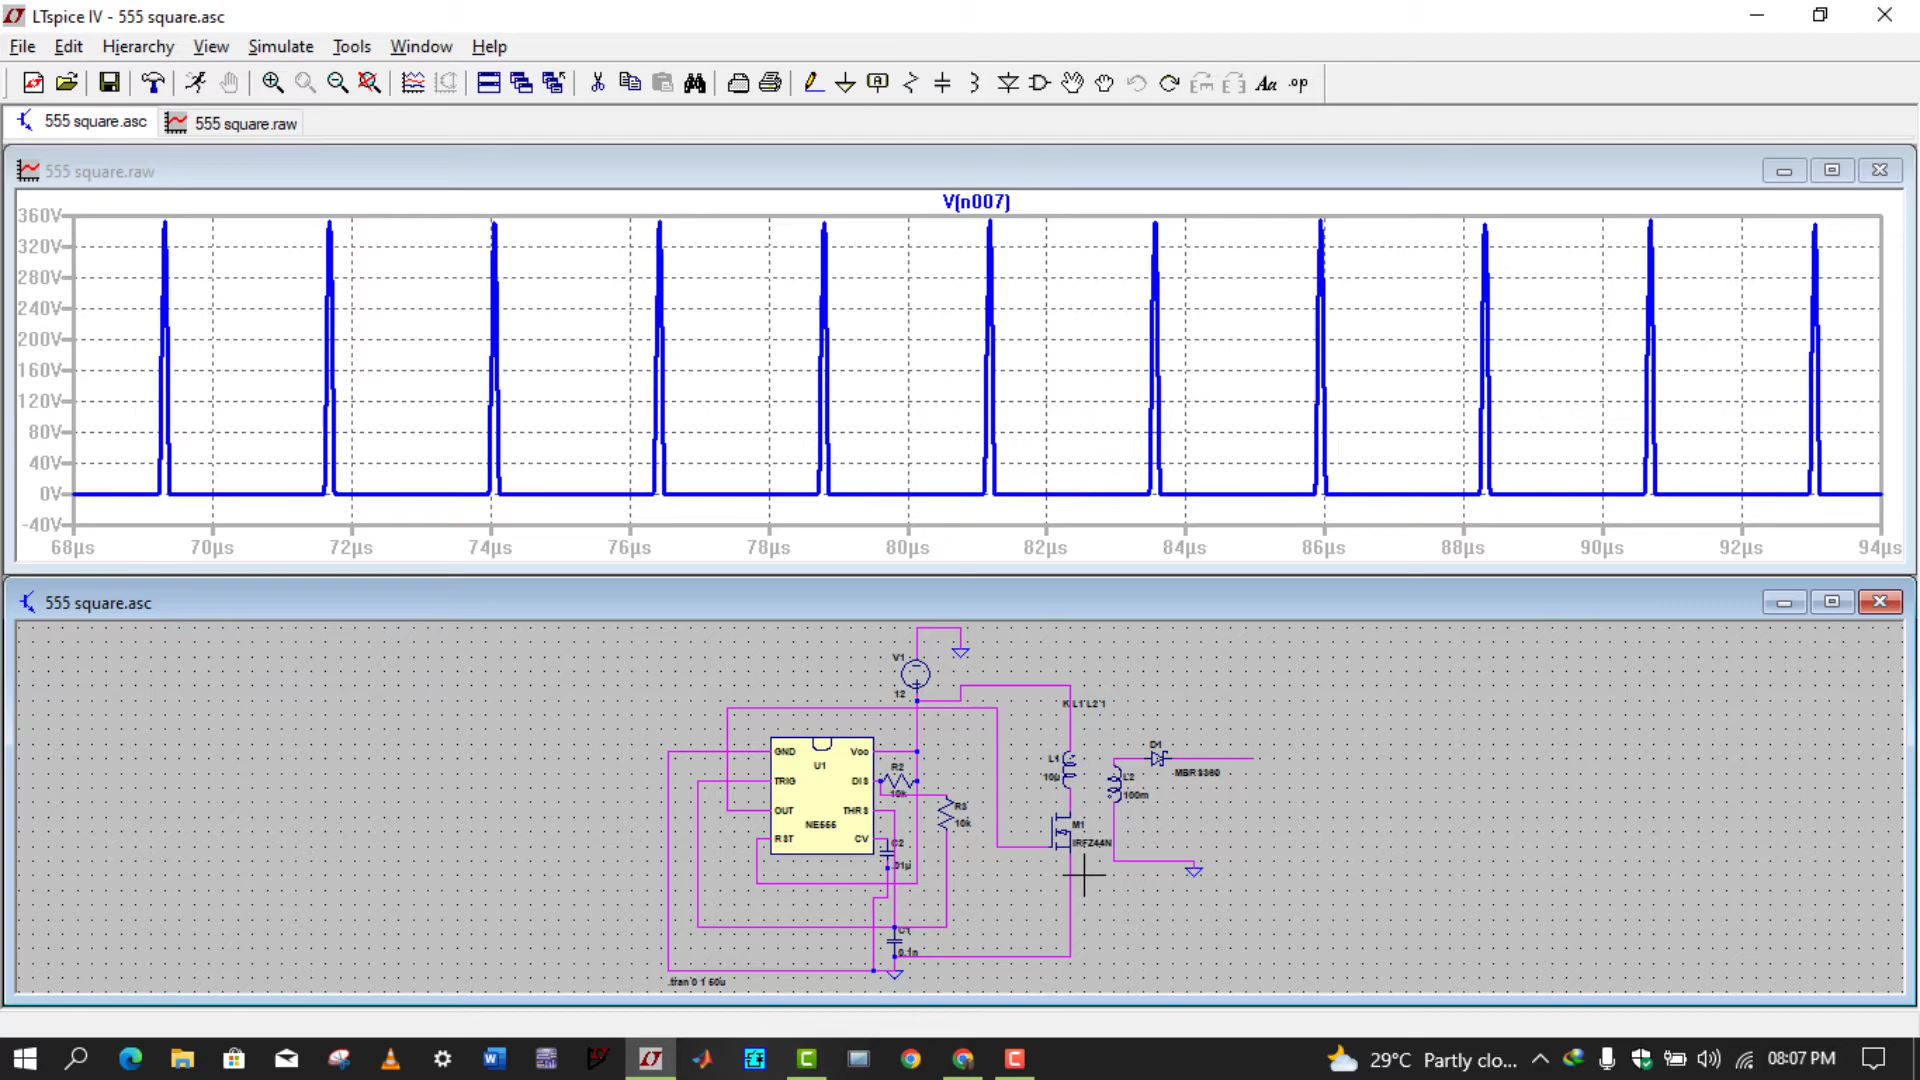 LTspice IV - 555 square.asc
File Edit Hierarchy View Simulate Tools Window Help
555 square.asc 555 square.raw
555 square.raw
V(n007)
360V
320V
280V
240V
200V
160V
120V
80V
40V
0V
-40V
68µs 70µs 72µs 74µs 76µs 78µs 80µs 82µs 84µs 86µs 88µs 90µs 92µs 94µs
555 square.asc
V1
12
K L1 L2 1
GND Vcc
U1
TRIG DIS
OUT THRS
NE555
RST CV
R2
10k
R3
10k
C2
.01µ
C1
0.1n
L1
10µ
L2
100m
D1
MBRS360
M1
IRFZ44N
.tran 0 1 60u
29°C Partly clo... 08:07 PM